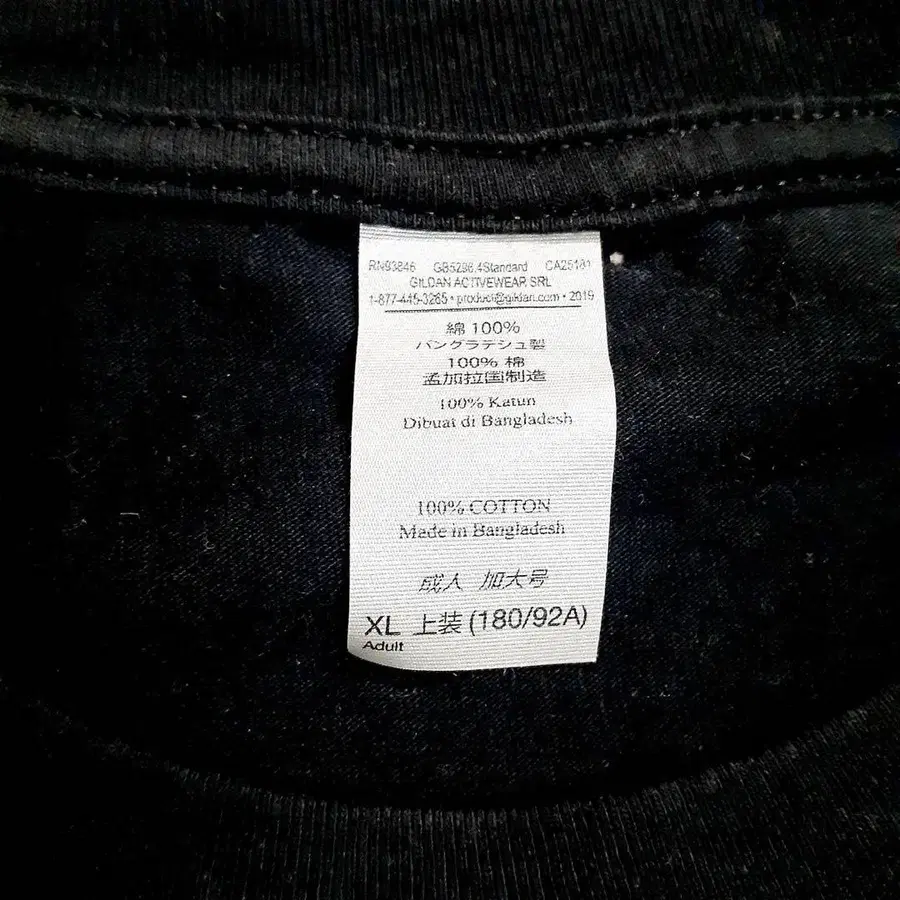 RN93846 GB5296.4Standard CA25181
GILDAN ACTIVEWEAR SRL
1-877-445-3265 • product@gildan.com • 2019
綿 100%
バングラデシュ製
100% 棉
孟加拉国制造
100% Katun
Dibuat di Bangladesh
100% COTTON
Made in Bangladesh
成人 加大号
XL 上装 (180/92A)
Adult